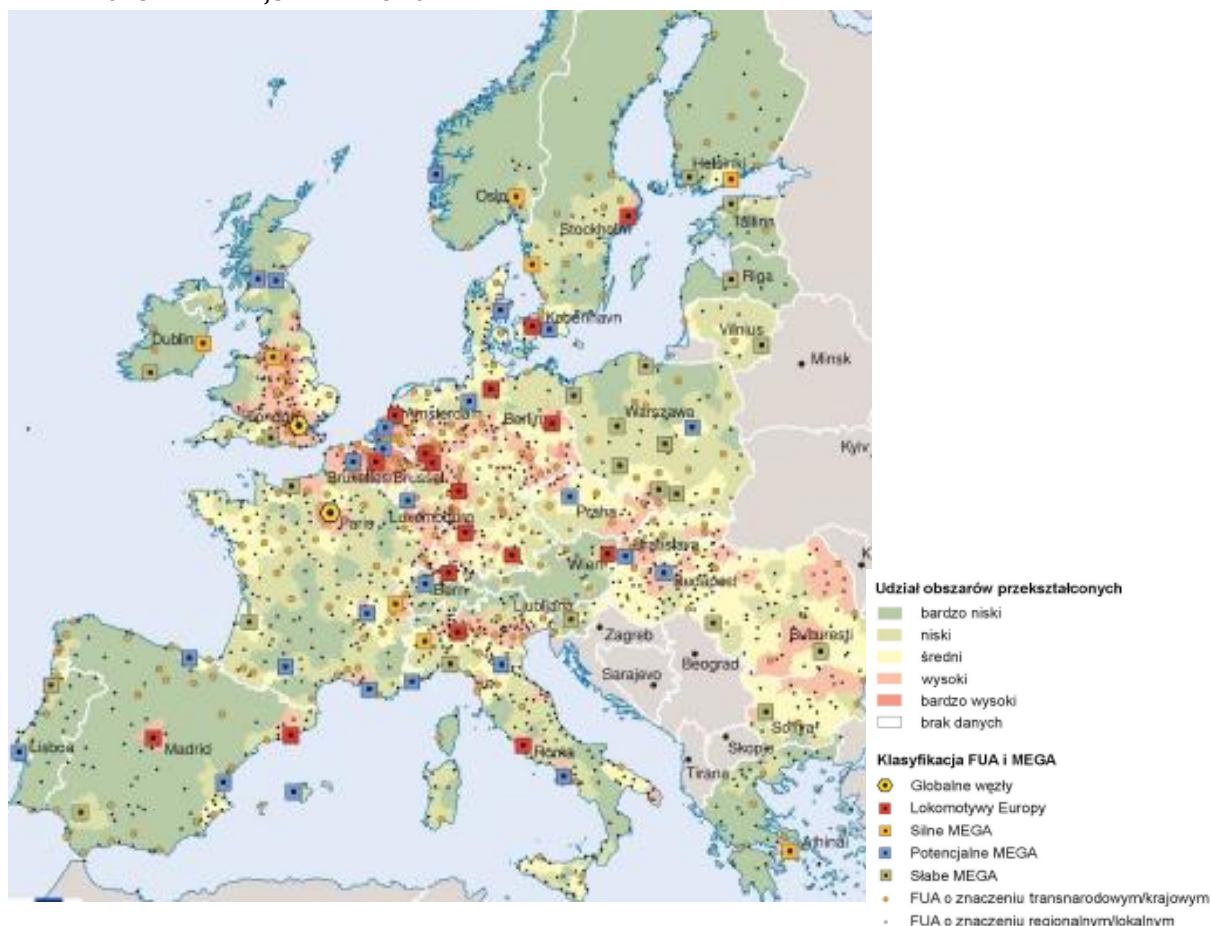 Helsinki
Oslo
Tallinn
Stockholm
Riga
København
Dublin
Vilnius
Minsk
London
Amsterdam
Berlin
Warszawa
Kyiv
Bruxelles/Brussel
Praha
Paris
Luxembourg
Wien
Bratislava
Budapest
Bern
Ljubljana
Zagreb
Bucuresti
Beograd
Sarajevo
Sofiya
Skopje
Lisboa
Madrid
Roma
Tirana
Athinai
Udział obszarów przekształconych
bardzo niski
niski
średni
wysoki
bardzo wysoki
brak danych
Klasyfikacja FUA i MEGA
Globalne węzły
Lokomotywy Europy
Silne MEGA
Potencjalne MEGA
Słabe MEGA
FUA o znaczeniu transnarodowym/krajowym
FUA o znaczeniu regionalnym/lokalnym